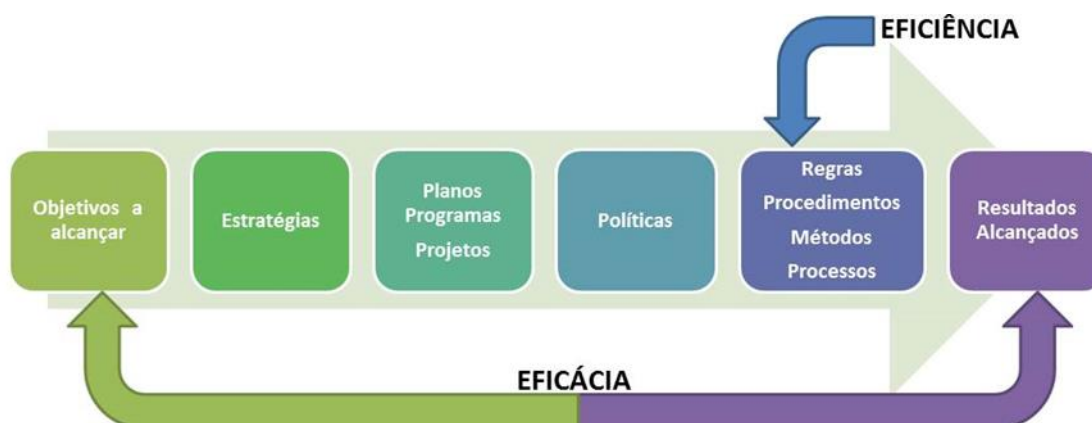 EFICIÊNCIA
Objetivos a
alcançar
Estratégias
Planos
Programas
Projetos
Políticas
Regras
Procedimentos
Métodos
Processos
Resultados
Alcançados
EFICÁCIA